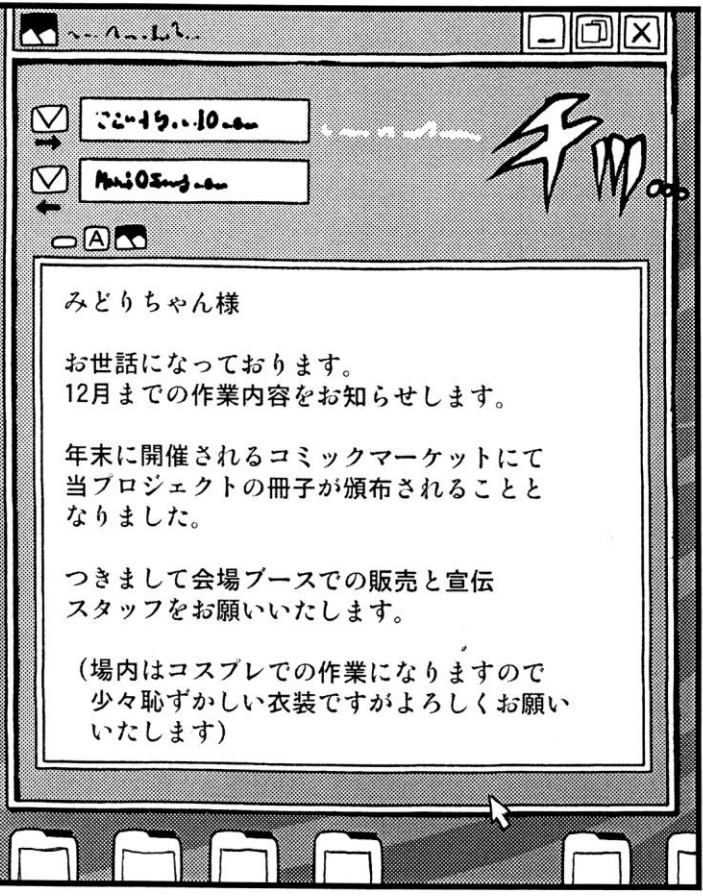 チッ…
A
みどりちゃん様
お世話になっております。
12月までの作業内容をお知らせします。
年末に開催されるコミックマーケットにて
当プロジェクトの冊子が頒布されることと
なりました。
つきまして会場ブースでの販売と宣伝
スタッフをお願いいたします。
(場内はコスプレでの作業になりますので
少々恥ずかしい衣装ですがよろしくお願い
いたします)